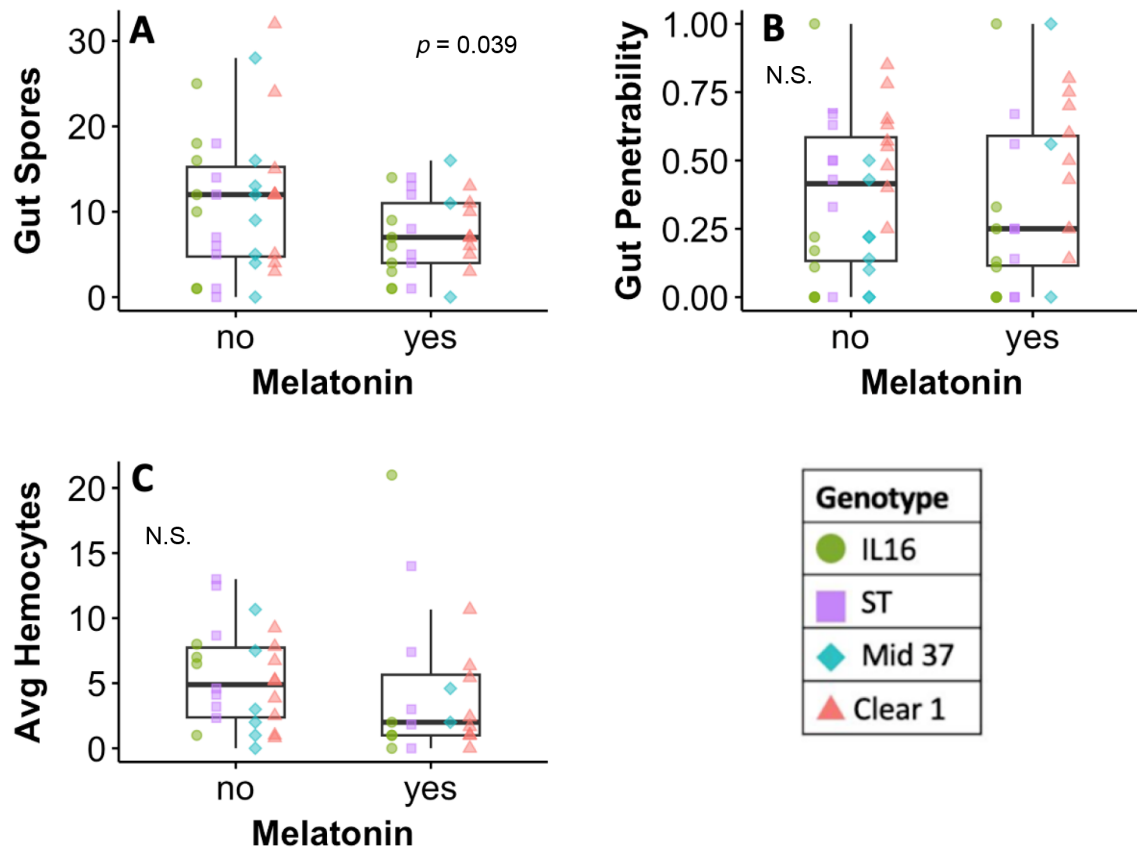 A
p = 0.039
Gut Spores
30
20
10
0
no
yes
Melatonin
B
N.S.
Gut Penetrability
1.00
0.75
0.50
0.25
0.00
no
yes
Melatonin
C
N.S.
Avg Hemocytes
20
15
10
5
0
no
yes
Melatonin
Genotype
IL16
ST
Mid 37
Clear 1